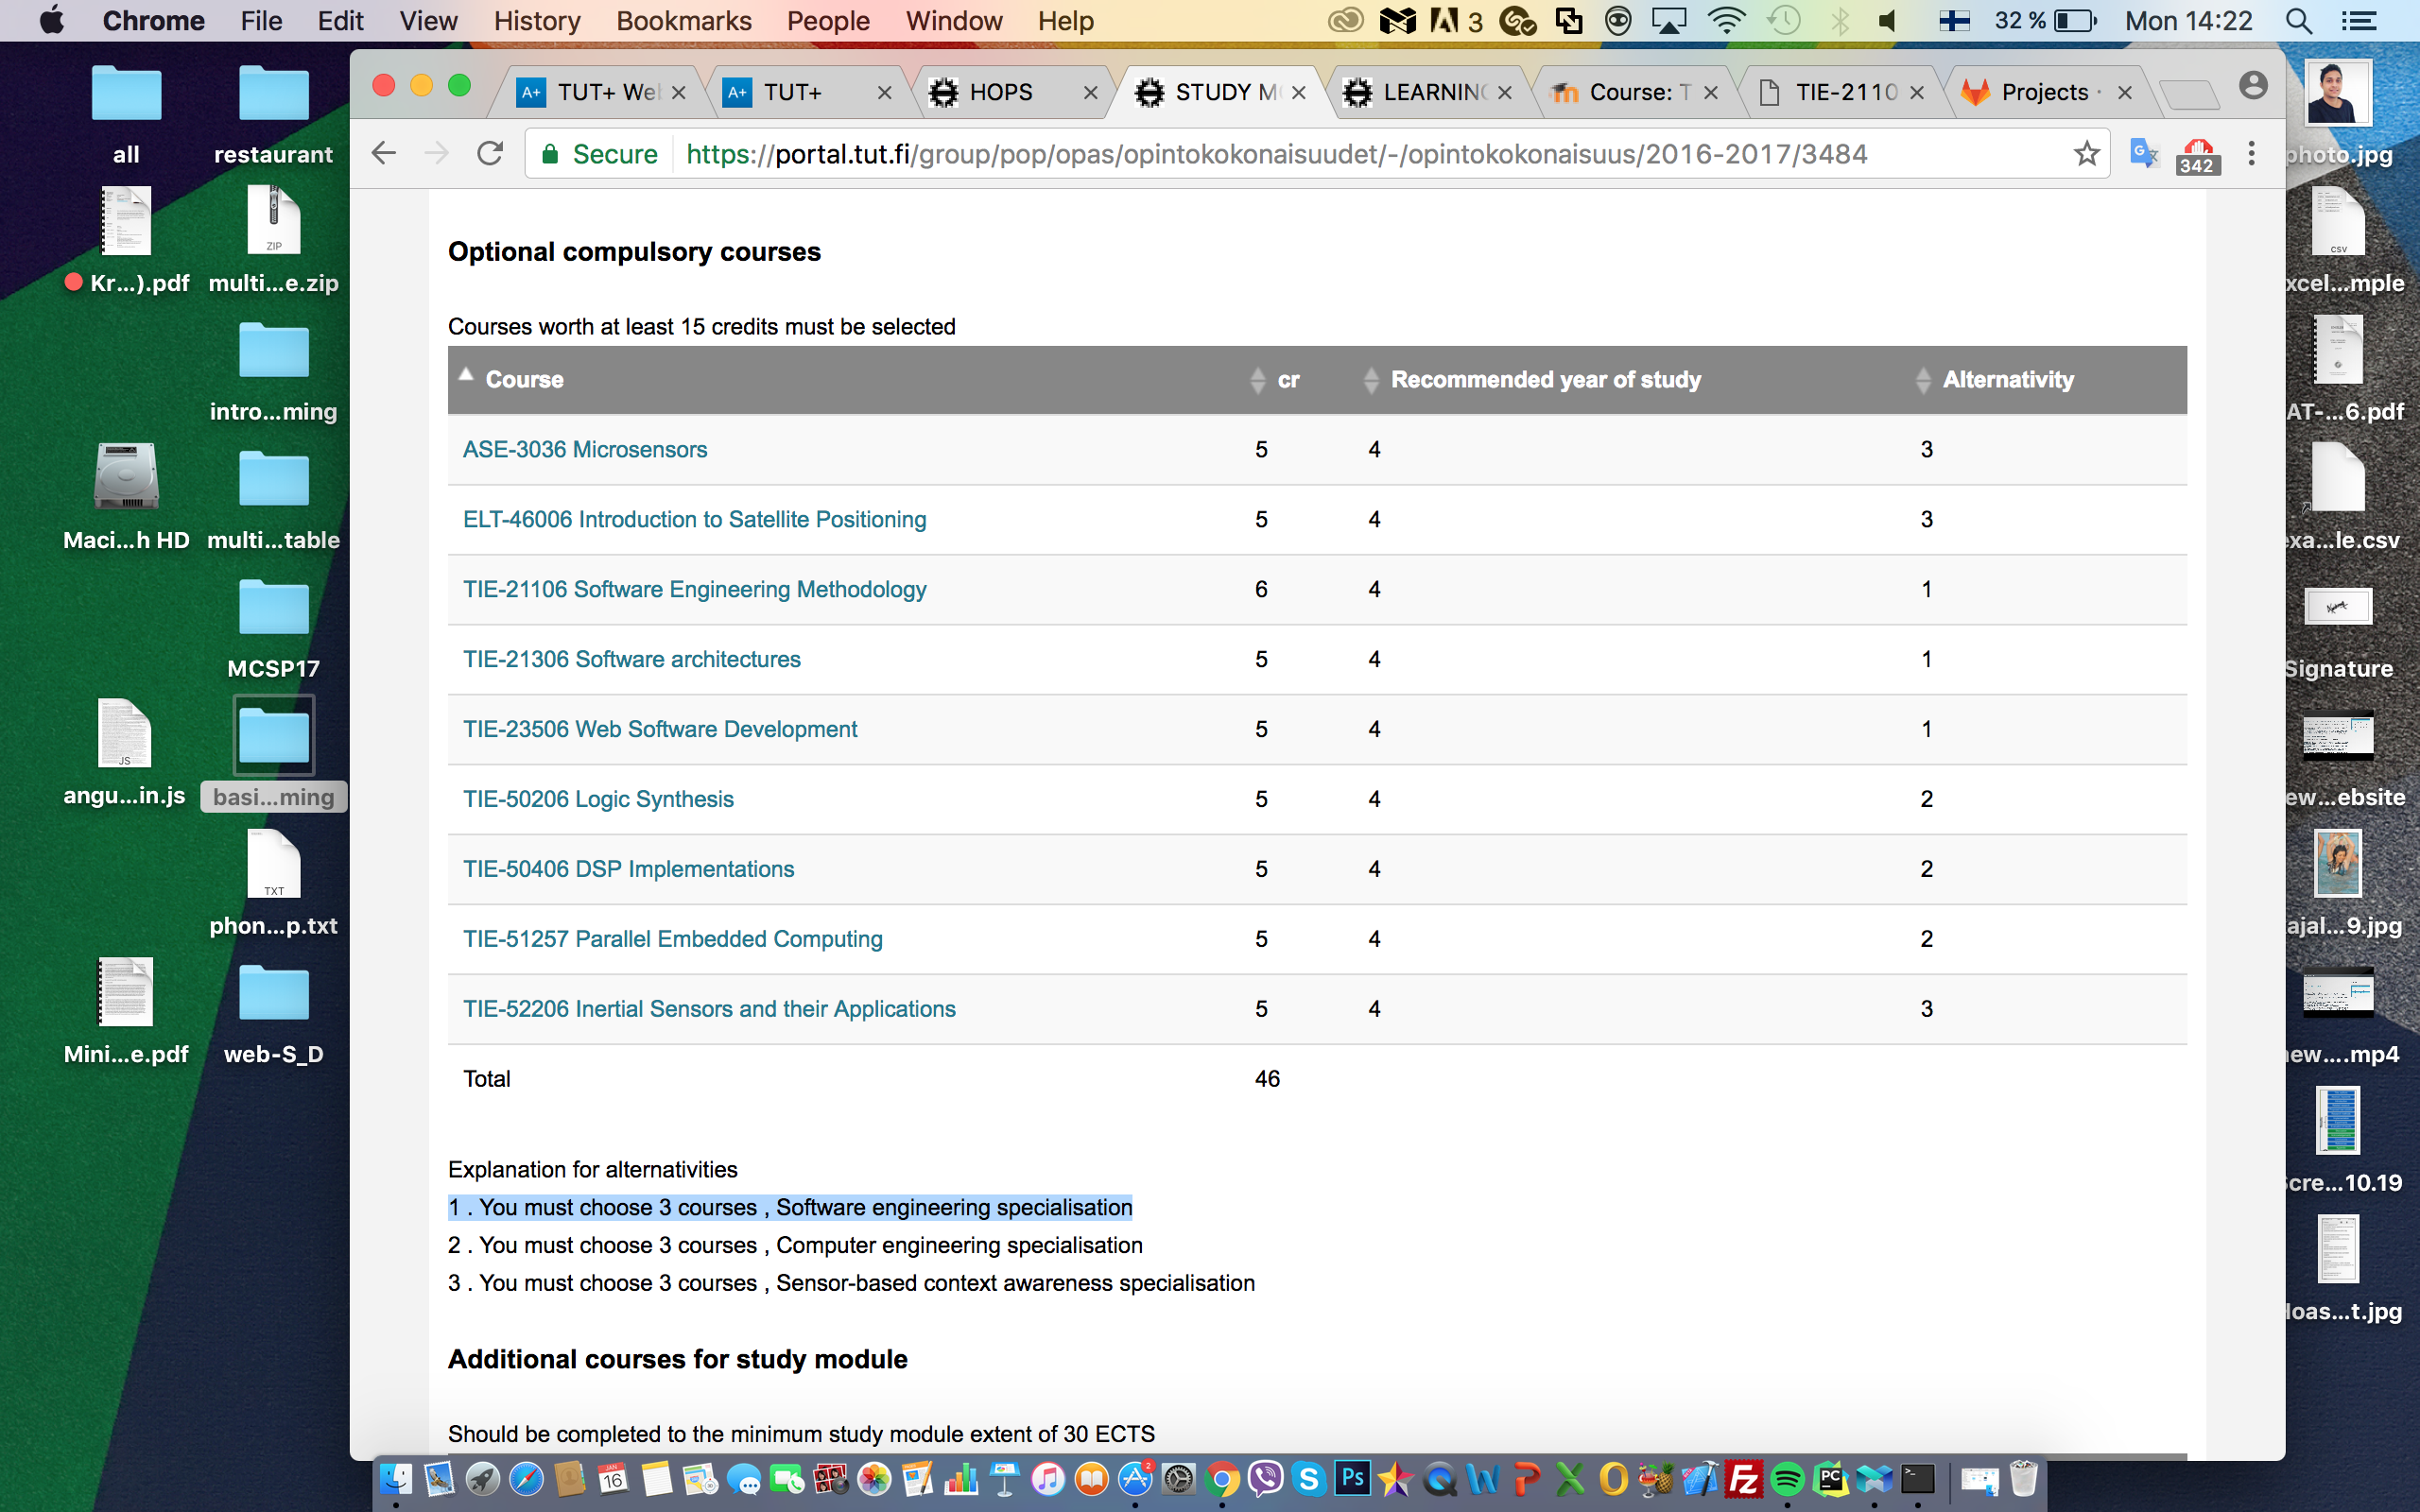 Chrome File Edit View History Bookmarks People Window Help 3 32 % Mon 14:22
TUT+ We TUT+ HOPS STUDY M LEARNING Course: T TIE-2110 Projects
Secure https://portal.tut.fi/group/pop/opas/opintokokonaisuudet/-/opintokokonaisuus/2016-2017/3484 342
all restaurant
Kr...).pdf multi...e.zip
intro...ming
Maci...h HD multi...table
MCSP17
angu...in.js basi...ming
phon...p.txt
Mini...e.pdf web-S_D
Optional compulsory courses
Courses worth at least 15 credits must be selected
Course cr Recommended year of study Alternativity
ASE-3036 Microsensors 5 4 3
ELT-46006 Introduction to Satellite Positioning 5 4 3
TIE-21106 Software Engineering Methodology 6 4 1
TIE-21306 Software architectures 5 4 1
TIE-23506 Web Software Development 5 4 1
TIE-50206 Logic Synthesis 5 4 2
TIE-50406 DSP Implementations 5 4 2
TIE-51257 Parallel Embedded Computing 5 4 2
TIE-52206 Inertial Sensors and their Applications 5 4 3
Total 46
Explanation for alternativities
1 . You must choose 3 courses , Software engineering specialisation
2 . You must choose 3 courses , Computer engineering specialisation
3 . You must choose 3 courses , Sensor-based context awareness specialisation
Additional courses for study module
Should be completed to the minimum study module extent of 30 ECTS
photo.jpg
xcel...mple
AT-...6.pdf
exa...le.csv
Signature
ew...ebsite
ajal...9.jpg
new....mp4
Scre...10.19
loas...t.jpg